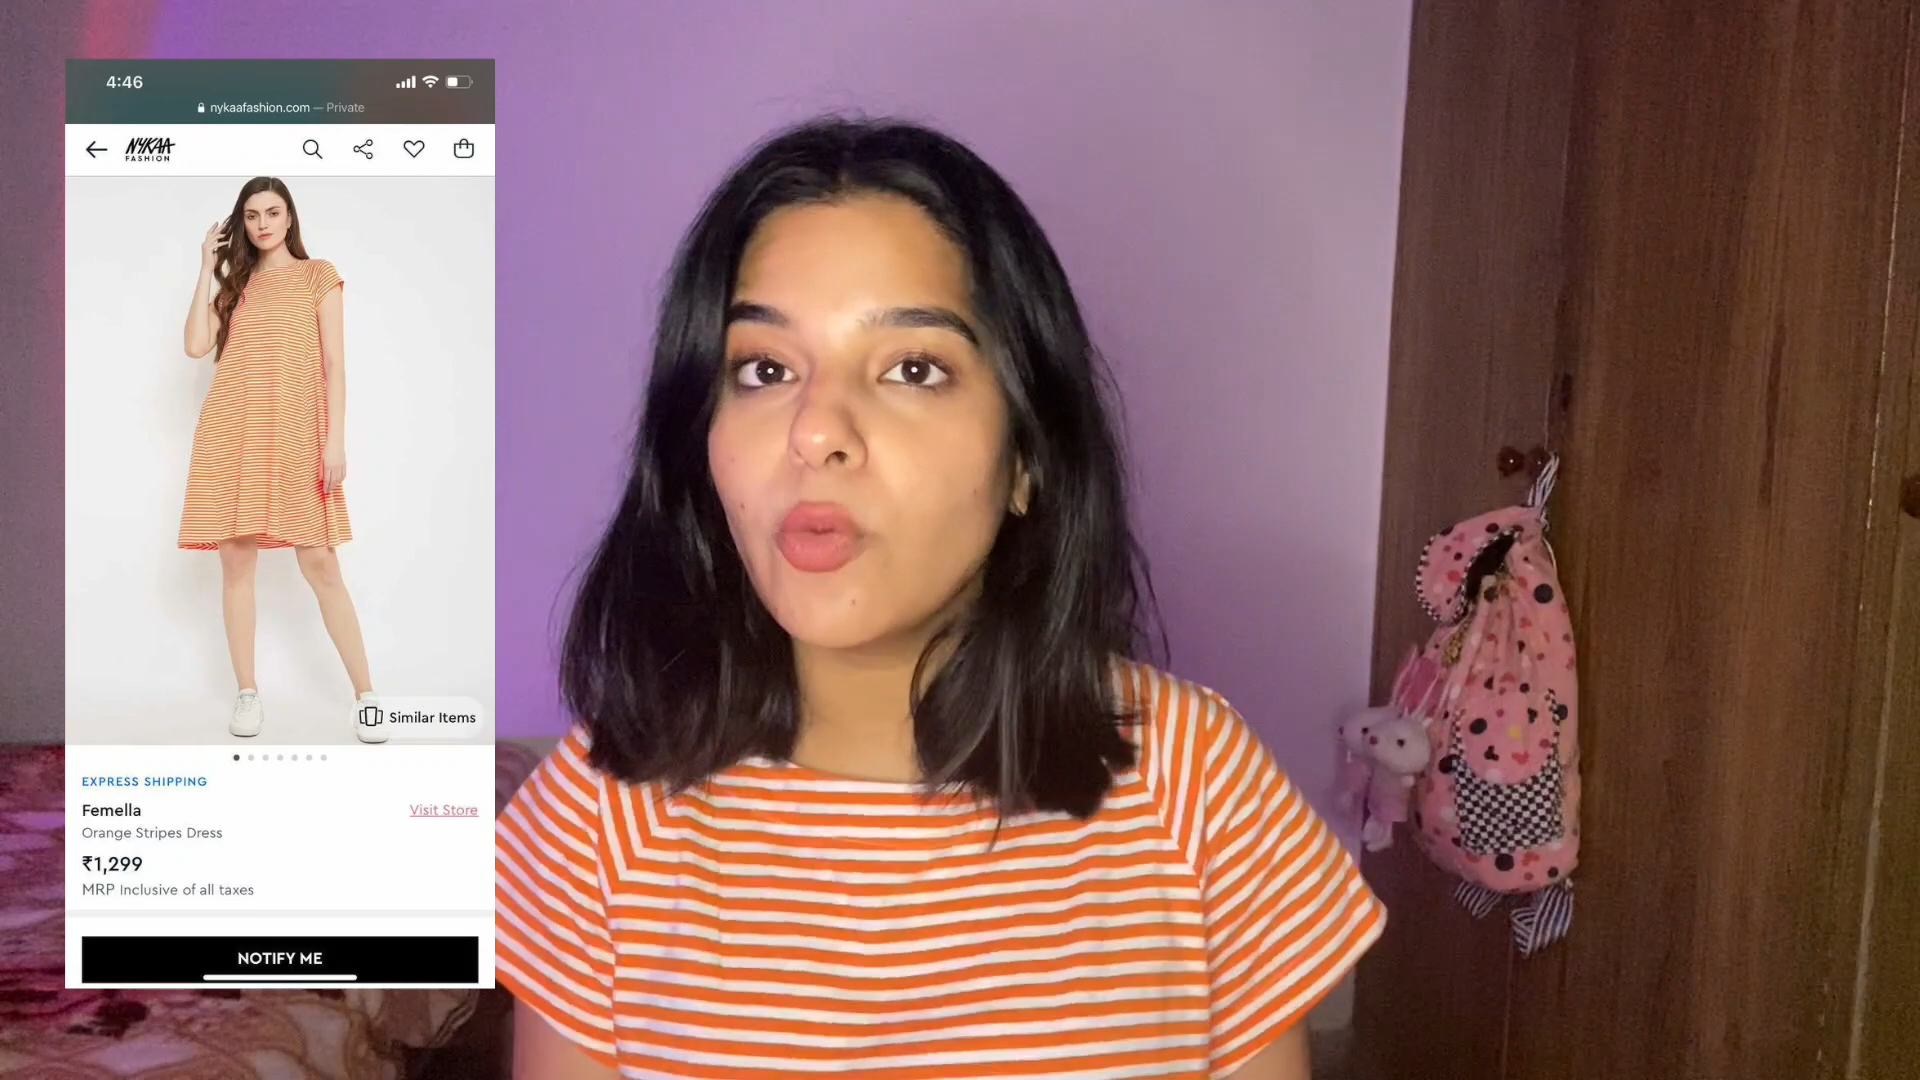 4:46
nykaafashion.com — Private
NYKAA
FASHION
Similar Items
EXPRESS SHIPPING
Femella
Visit Store
Orange Stripes Dress
₹1,299
MRP Inclusive of all taxes
NOTIFY ME